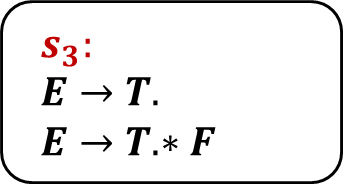 s₃:
E → T.
E → T.* F